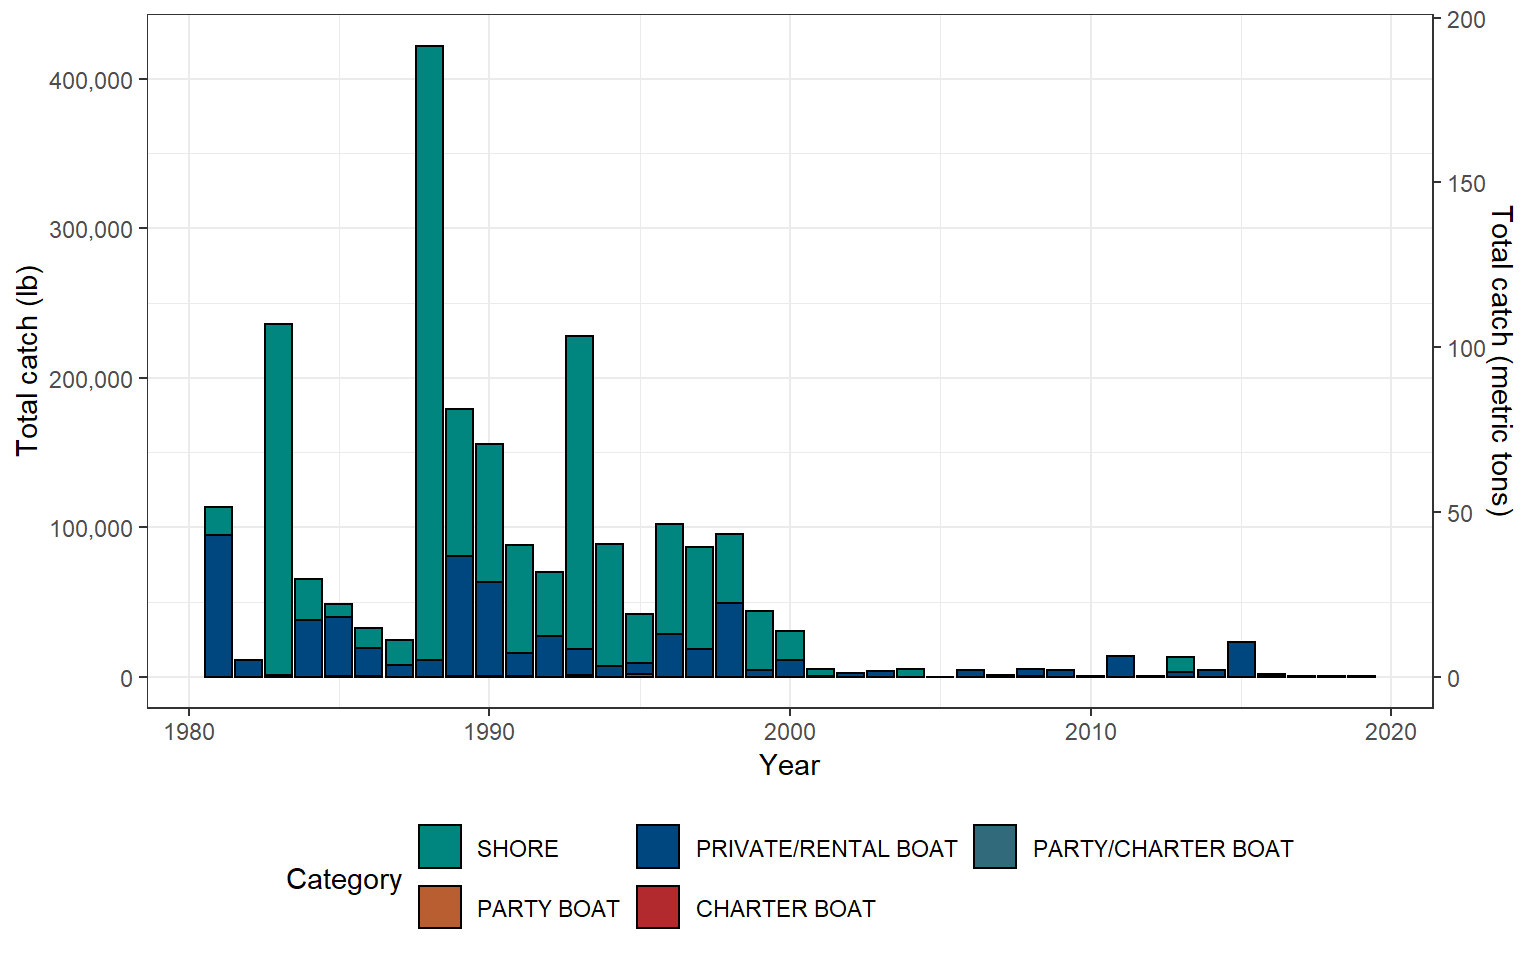 Total catch (lb)
400,000
300,000
200,000
100,000
0
200
150
100
50
0
Total catch (metric tons)
1980
1990
2000
2010
2020
Year
Category
SHORE
PRIVATE/RENTAL BOAT
PARTY/CHARTER BOAT
PARTY BOAT
CHARTER BOAT